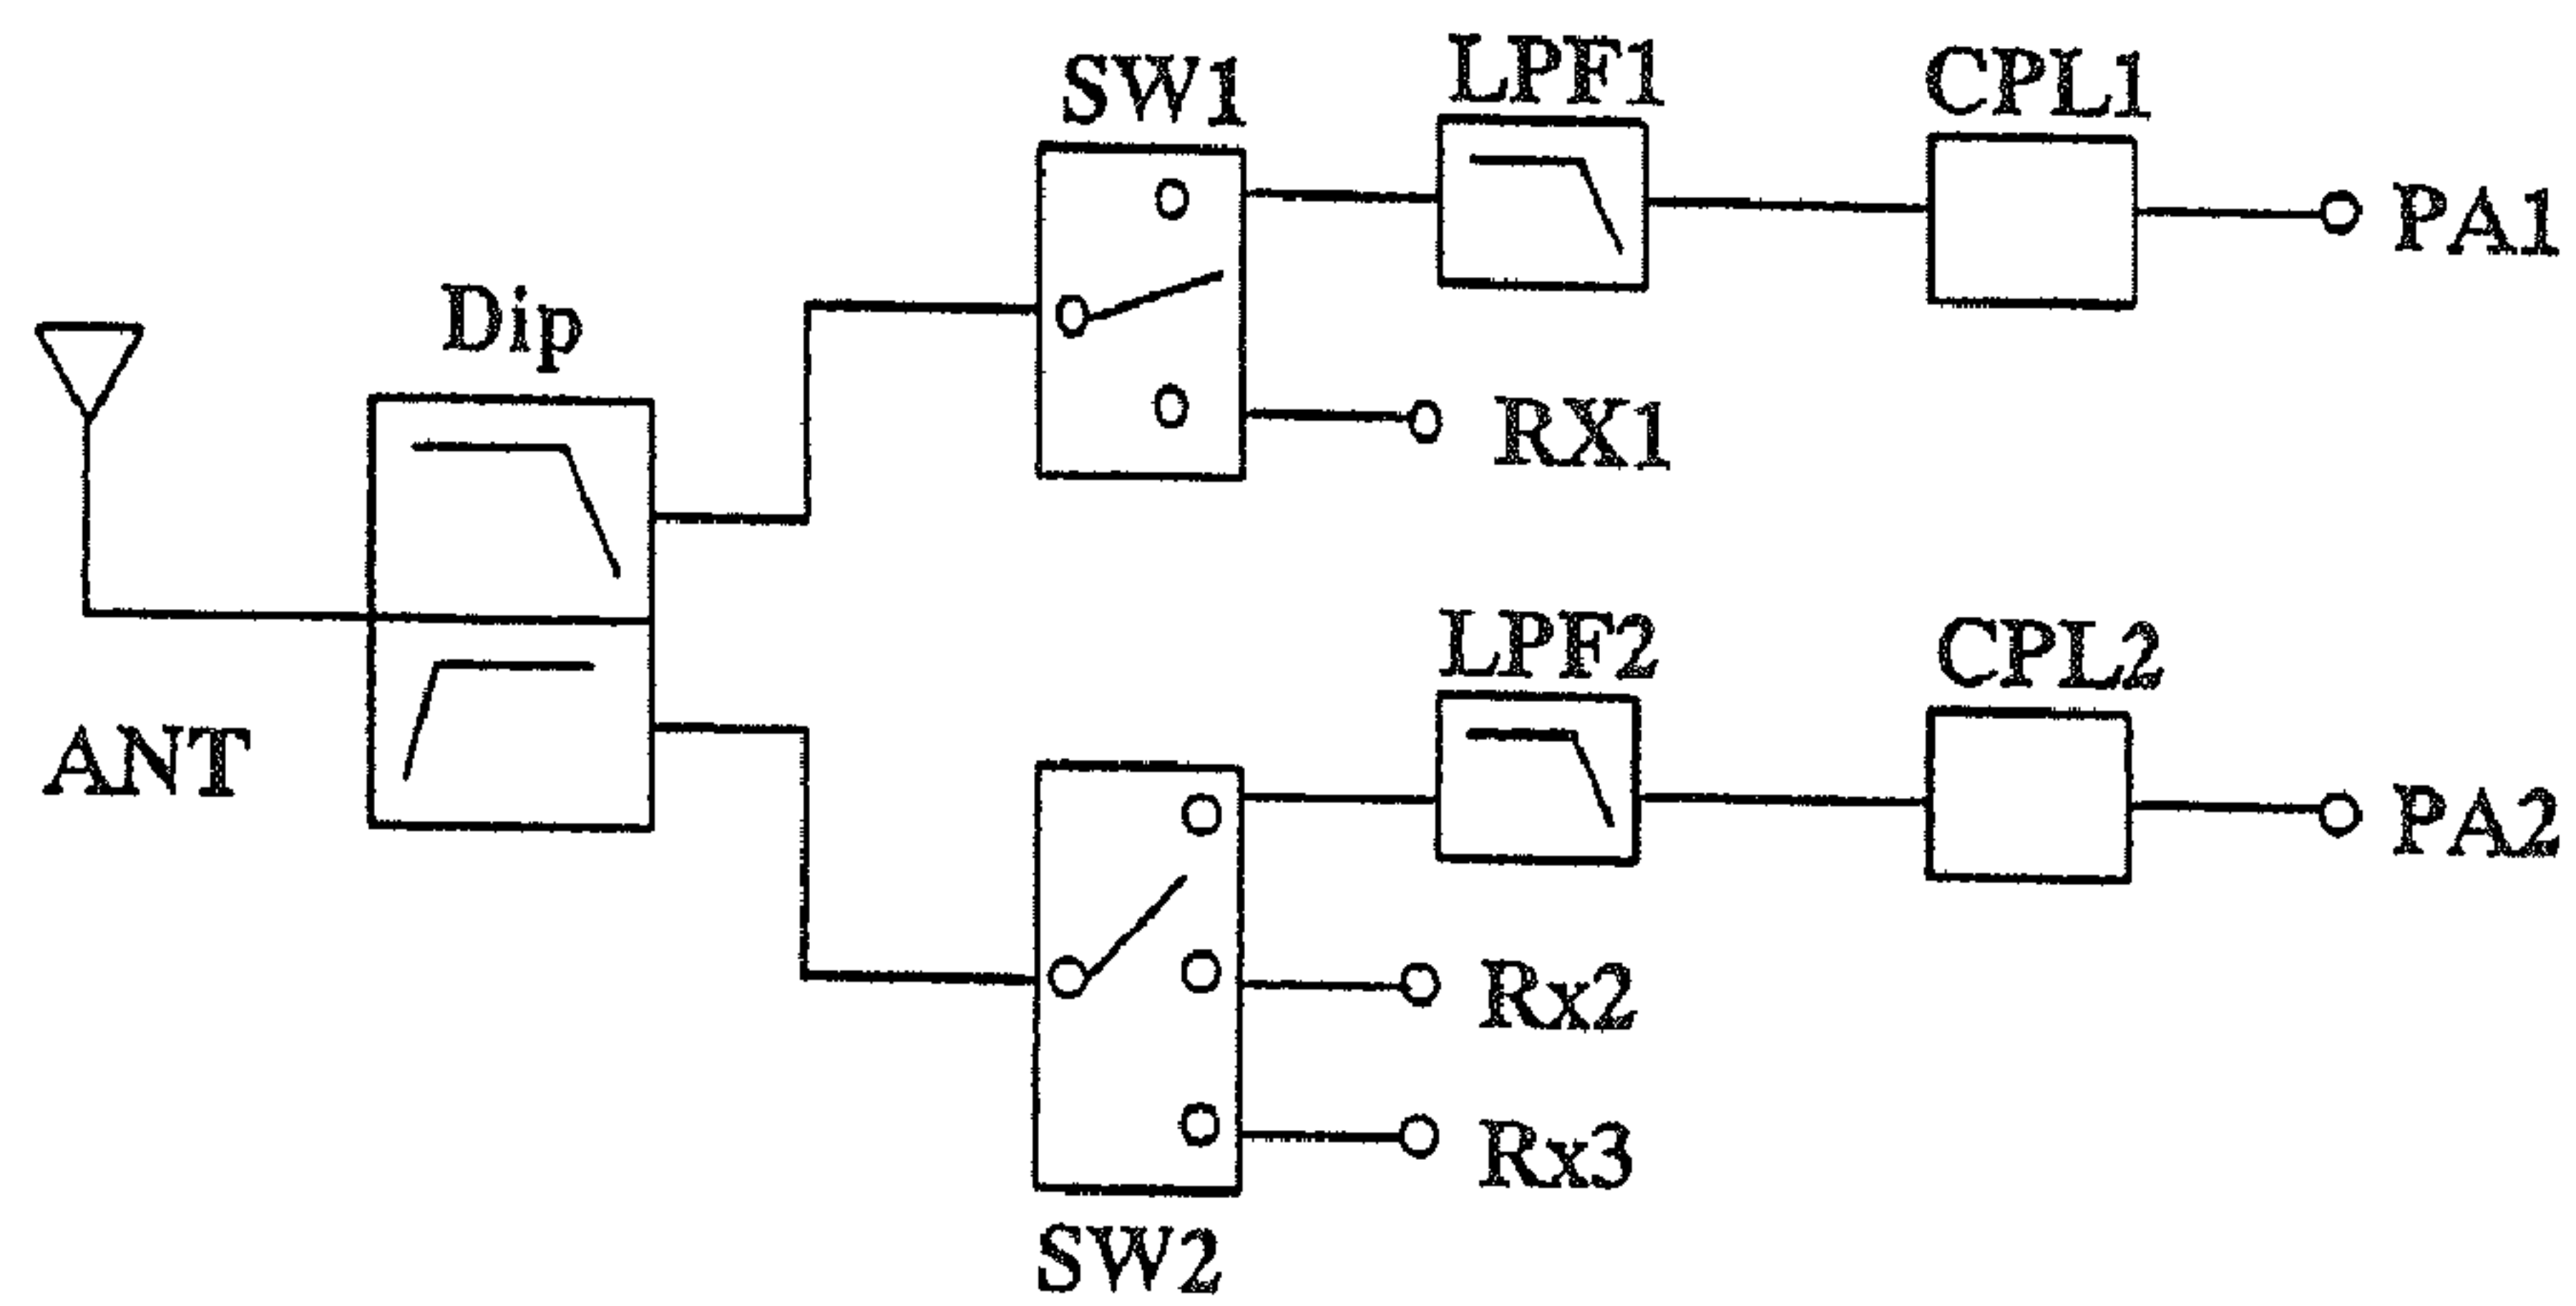 SW1
LPF1
CPL1
PA1
Dip
RX1
ANT
LPF2
CPL2
PA2
Rx2
Rx3
SW2